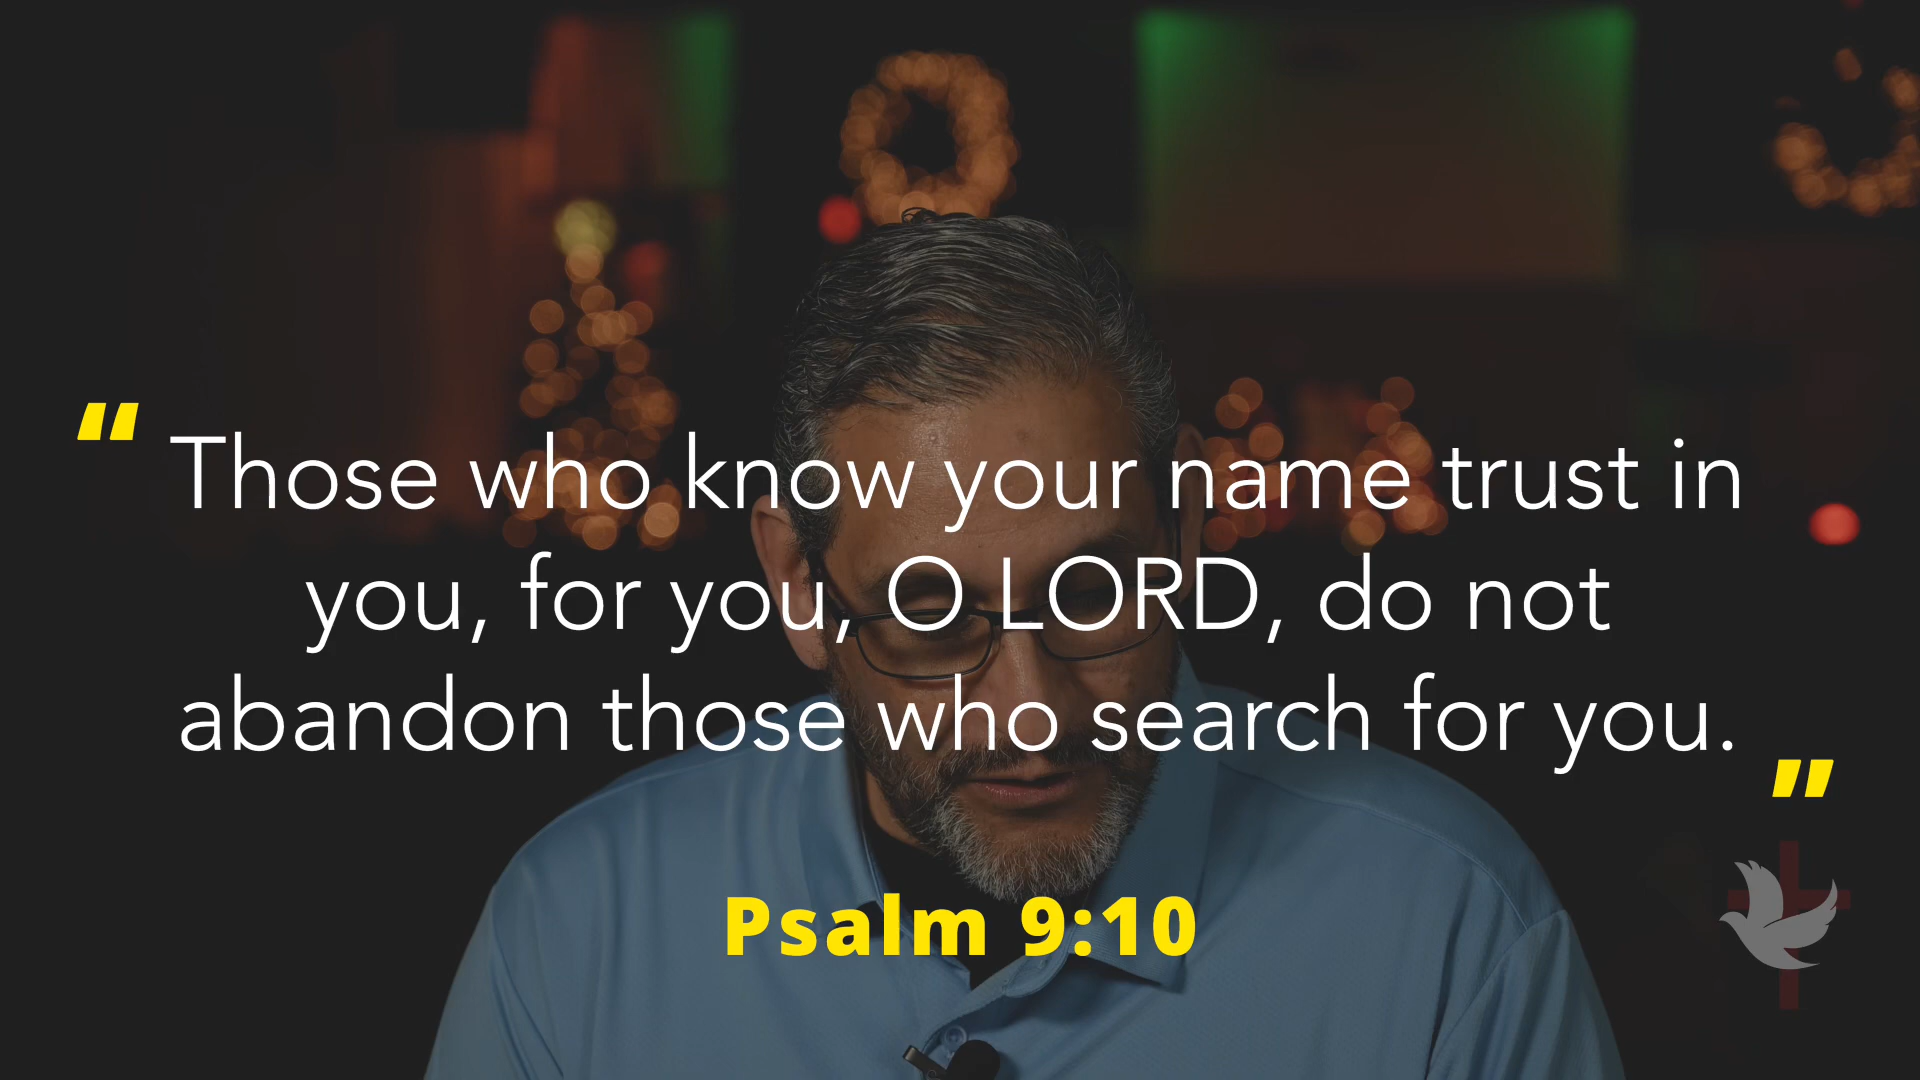 “ Those who know your name trust in
you, for you, O LORD, do not
abandon those who search for you. ”
Psalm 9:10